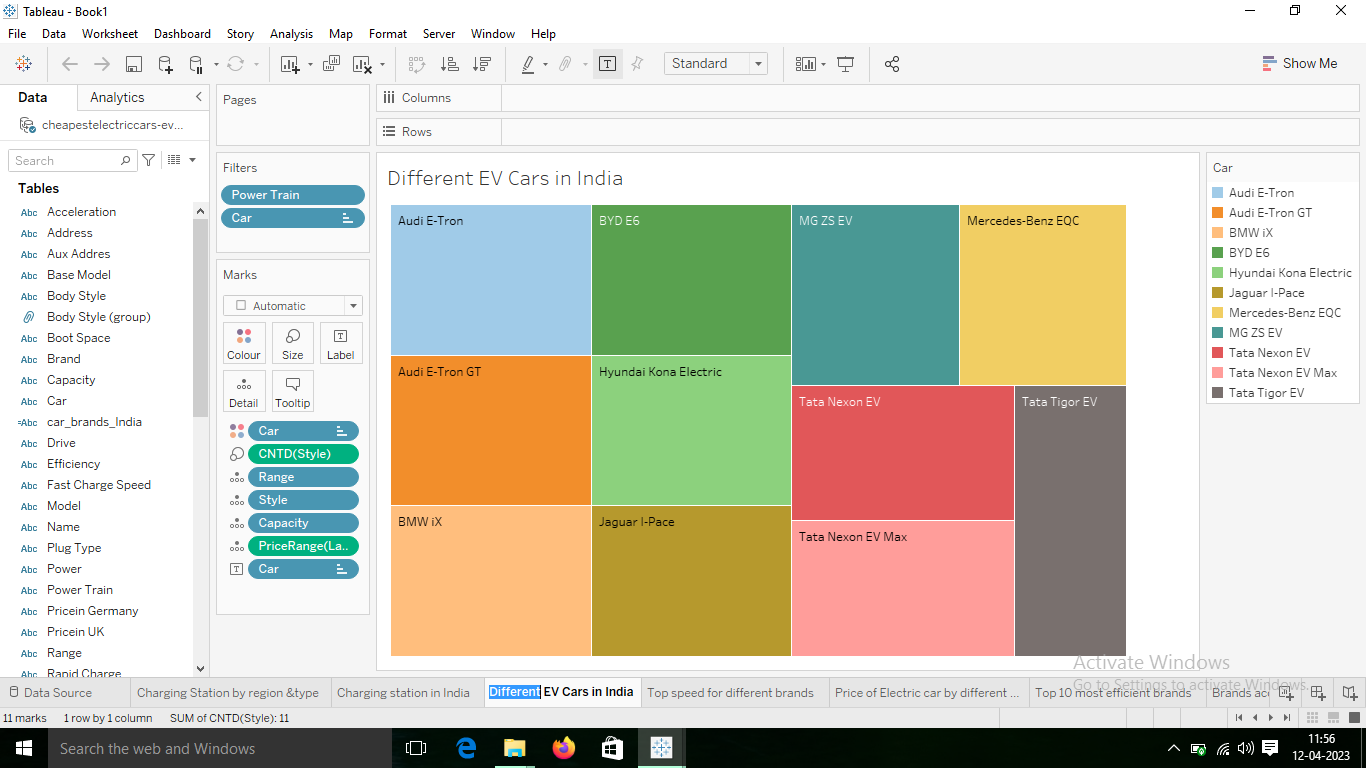 Tableau - Book1
File Data Worksheet Dashboard Story Analysis Map Format Server Window Help
Standard
Show Me
Data Analytics
cheapestelectriccars-ev...
Search
Tables
Abc Acceleration
Abc Address
Abc Aux Addres
Abc Base Model
Abc Body Style
Body Style (group)
Abc Boot Space
Abc Brand
Abc Capacity
Abc Car
=Abc car_brands_India
Abc Drive
Abc Efficiency
Abc Fast Charge Speed
Abc Model
Abc Name
Abc Plug Type
Abc Power
Abc Power Train
Abc Pricein Germany
Abc Pricein UK
Abc Range
Abc Rapid Charge
Pages
Filters
Power Train
Car
Marks
Automatic
Colour Size Label
Detail Tooltip
Car
CNTD(Style)
Range
Style
Capacity
PriceRange(La..
Car
Columns
Rows
Different EV Cars in India
Audi E-Tron BYD E6 MG ZS EV Mercedes-Benz EQC
Audi E-Tron GT Hyundai Kona Electric
Tata Nexon EV Tata Tigor EV
BMW iX Jaguar I-Pace
Tata Nexon EV Max
Car
Audi E-Tron
Audi E-Tron GT
BMW iX
BYD E6
Hyundai Kona Electric
Jaguar I-Pace
Mercedes-Benz EQC
MG ZS EV
Tata Nexon EV
Tata Nexon EV Max
Tata Tigor EV
Activate Windows
Go to Settings to activate Windows.
Data Source Charging Station by region &type Charging station in India Different EV Cars in India Top speed for different brands Price of Electric car by different ... Top 10 most efficient brands Brands acc
11 marks 1 row by 1 column SUM of CNTD(Style): 11
Search the web and Windows
11:56
12-04-2023